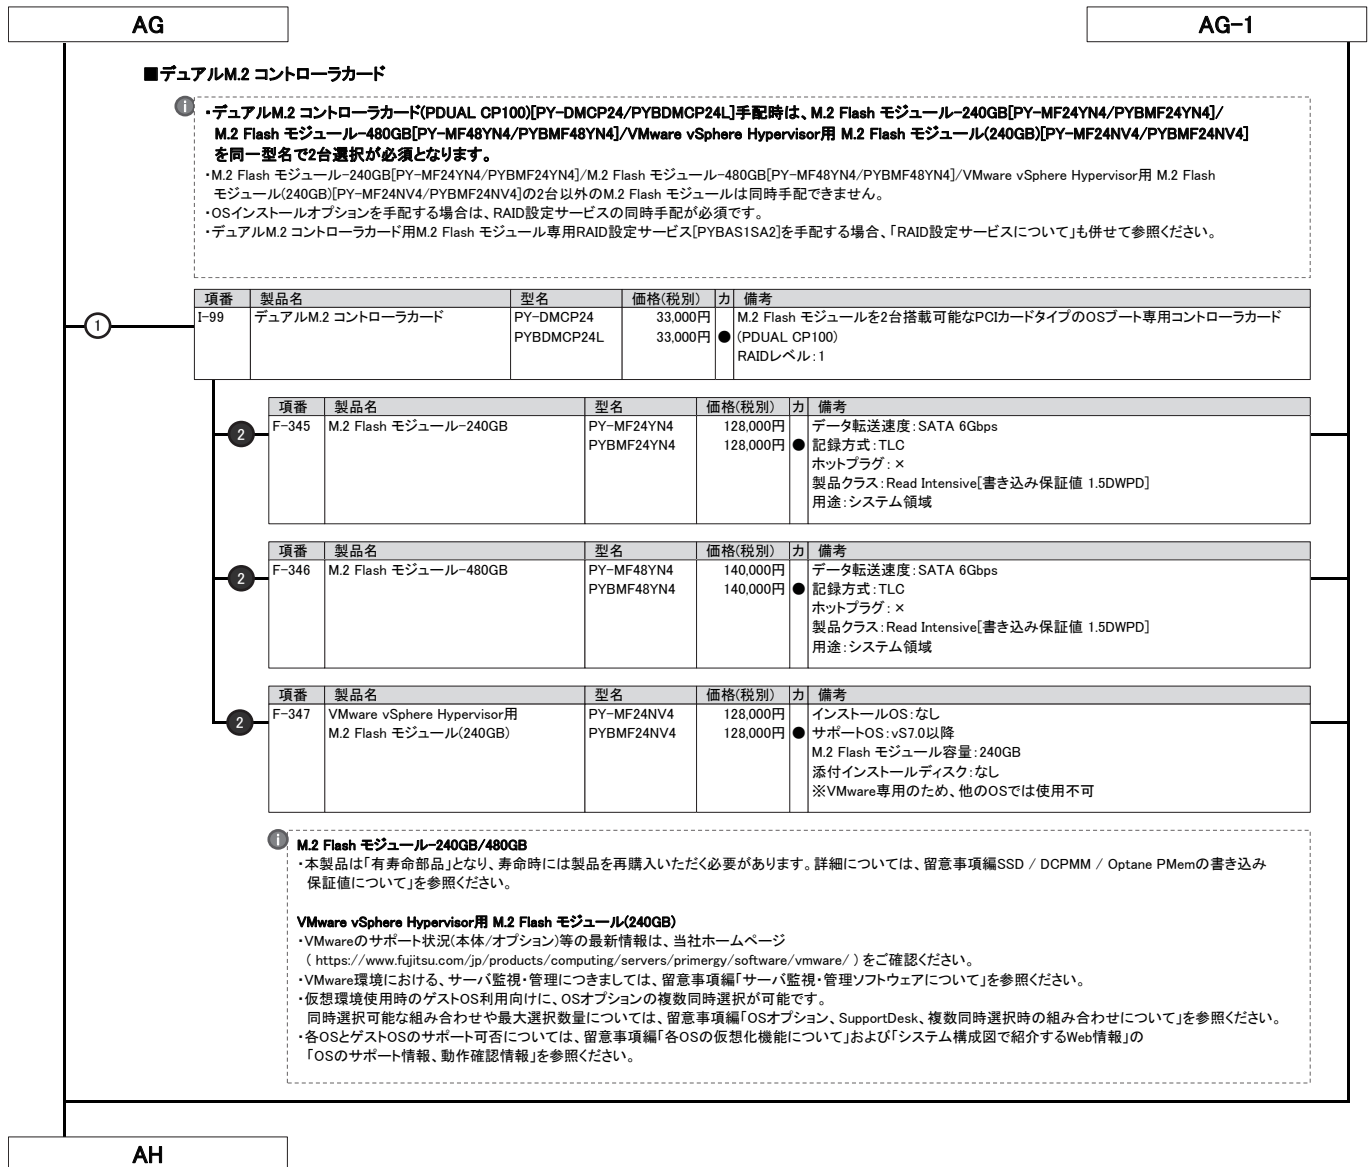 AG
AG-1
■デュアルM.2 コントローラカード
i
・デュアルM.2 コントローラカード(PDUAL CP100)[PY-DMCP24/PYBDMCP24L]手配時は、M.2 Flash モジュール-240GB[PY-MF24YN4/PYBMF24YN4]/
M.2 Flash モジュール-480GB[PY-MF48YN4/PYBMF48YN4]/VMware vSphere Hypervisor用 M.2 Flash モジュール(240GB)[PY-MF24NV4/PYBMF24NV4]
を同一型名で2台選択が必須となります。
・M.2 Flash モジュール-240GB[PY-MF24YN4/PYBMF24YN4]/M.2 Flash モジュール-480GB[PY-MF48YN4/PYBMF48YN4]/VMware vSphere Hypervisor用 M.2 Flash
モジュール(240GB)[PY-MF24NV4/PYBMF24NV4]の2台以外のM.2 Flash モジュールは同時手配できません。
・OSインストールオプションを手配する場合は、RAID設定サービスの同時手配が必須です。
・デュアルM.2 コントローラカード用M.2 Flash モジュール専用RAID設定サービス[PYBAS1SA2]を手配する場合、「RAID設定サービスについて」も併せて参照ください。
項番 製品名 型名 価格(税別) カ 備考
1 I-99 デュアルM.2 コントローラカード PY-DMCP24 33,000円 M.2 Flash モジュールを2台搭載可能なPCIカードタイプのOSブート専用コントローラカード
PYBDMCP24L 33,000円 ● (PDUAL CP100)
RAIDレベル:1
項番 製品名 型名 価格(税別) カ 備考
2 F-345 M.2 Flash モジュール-240GB PY-MF24YN4 128,000円 データ転送速度:SATA 6Gbps
PYBMF24YN4 128,000円 ● 記録方式:TLC
ホットプラグ:×
製品クラス:Read Intensive[書き込み保証値 1.5DWPD]
用途:システム領域
項番 製品名 型名 価格(税別) カ 備考
2 F-346 M.2 Flash モジュール-480GB PY-MF48YN4 140,000円 データ転送速度:SATA 6Gbps
PYBMF48YN4 140,000円 ● 記録方式:TLC
ホットプラグ:×
製品クラス:Read Intensive[書き込み保証値 1.5DWPD]
用途:システム領域
項番 製品名 型名 価格(税別) カ 備考
2 F-347 VMware vSphere Hypervisor用 PY-MF24NV4 128,000円 インストールOS:なし
M.2 Flash モジュール(240GB) PYBMF24NV4 128,000円 ● サポートOS:vS7.0以降
M.2 Flash モジュール容量:240GB
添付インストールディスク:なし
※VMware専用のため、他のOSでは使用不可
i
M.2 Flash モジュール-240GB/480GB
・本製品は「有寿命部品」となり、寿命時には製品を再購入いただく必要があります。詳細については、留意事項編SSD / DCPMM / Optane PMemの書き込み
保証値について」を参照ください。
VMware vSphere Hypervisor用 M.2 Flash モジュール(240GB)
・VMwareのサポート状況(本体/オプション)等の最新情報は、当社ホームページ
( https://www.fujitsu.com/jp/products/computing/servers/primergy/software/vmware/ ) をご確認ください。
・VMware環境における、サーバ監視・管理につきましては、留意事項編「サーバ監視・管理ソフトウェアについて」を参照ください。
・仮想環境使用時のゲストOS利用向けに、OSオプションの複数同時選択が可能です。
同時選択可能な組み合わせや最大選択数量については、留意事項編「OSオプション、SupportDesk、複数同時選択時の組み合わせについて」を参照ください。
・各OSとゲストOSのサポート可否については、留意事項編「各OSの仮想化機能について」および「システム構成図で紹介するWeb情報」の
「OSのサポート情報、動作確認情報」を参照ください。
AH